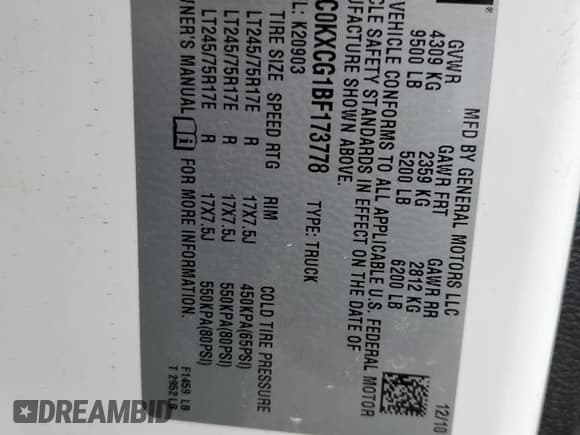 MFD BY GENERAL MOTORS LLC 12/10
GVWR GAWR FRT GAWR RR
4309 KG 2359 KG 2812 KG
9500 LB 5200 LB 6200 LB
VEHICLE CONFORMS TO ALL APPLICABLE U.S. FEDERAL MOTOR
CLE SAFETY STANDARDS IN EFFECT ON THE DATE OF
UFACTURE SHOWN ABOVE.
C0KXCG1BF173778 TYPE: TRUCK
L: K20903
TIRE SIZE SPEED RTG RIM COLD TIRE PRESSURE
LT245/75R17E R 17X7.5J 450KPA(65PSI)
LT245/75R17E R 17X7.5J 550KPA(80PSI)
LT245/75R17E R 17X7.5J 550KPA(80PSI)
NER'S MANUAL i FOR MORE INFORMATION. F1459 LB
T 2952 LB
DREAMBID